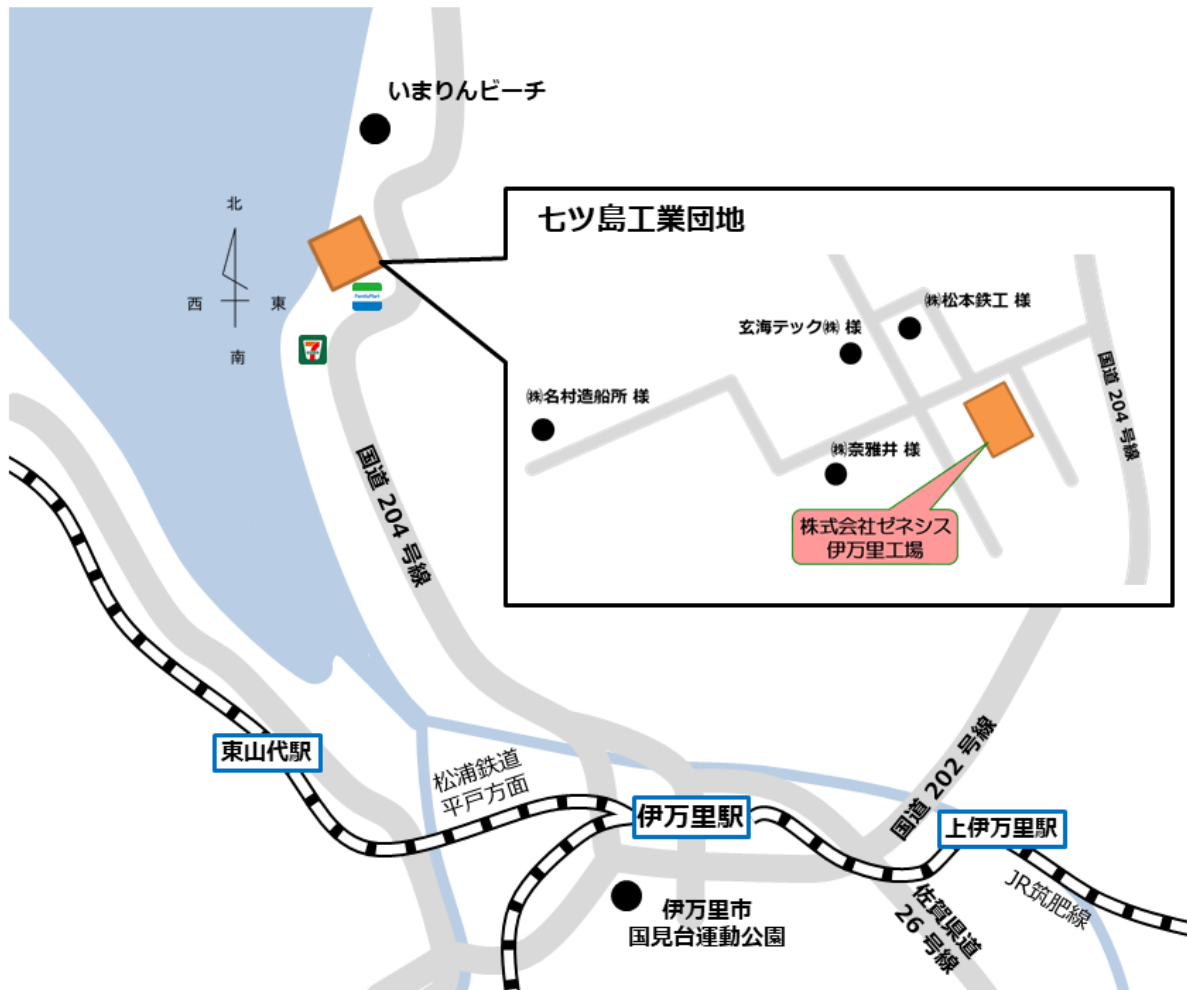 いまりんビーチ
北
西
東
南
FamilyMart
七ツ島工業団地
㈱松本鉄工 様
玄海テック㈱ 様
㈱名村造船所 様
㈱奈雅井 様
国道 204 号線
株式会社ゼネシス
伊万里工場
国道 204 号線
東山代駅
松浦鉄道
平戸方面
伊万里駅
国道 202 号線
上伊万里駅
JR筑肥線
佐賀県道
26 号線
伊万里市
国見台運動公園